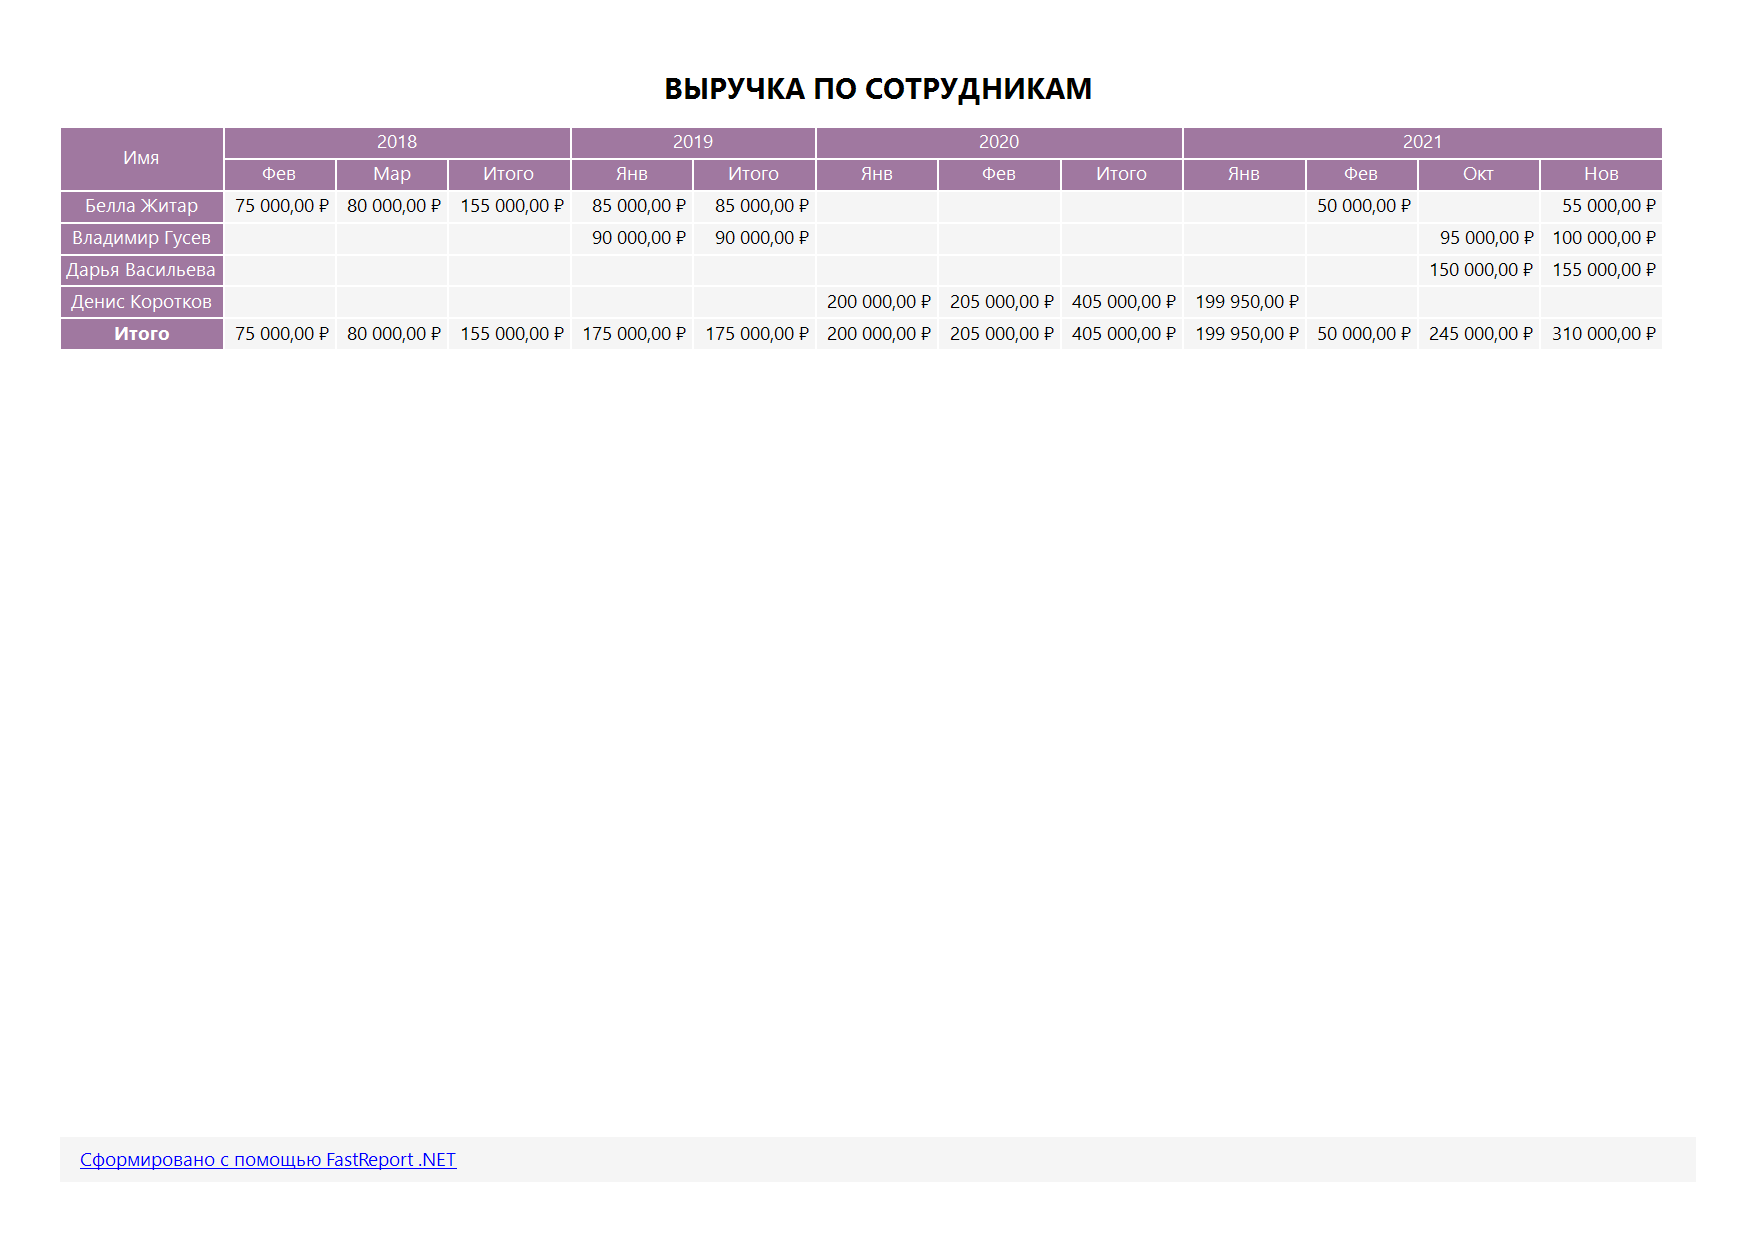 ВЫРУЧКА ПО СОТРУДНИКАМ
Имя 2018 2019 2020 2021
Фев Мар Итого Янв Итого Янв Фев Итого Янв Фев Окт Ноя
Белла Житар 75 000,00 ₽ 80 000,00 ₽ 155 000,00 ₽ 85 000,00 ₽ 85 000,00 ₽ 50 000,00 ₽ 55 000,00 ₽
Владимир Гусев 90 000,00 ₽ 90 000,00 ₽ 95 000,00 ₽ 100 000,00 ₽
Дарья Васильева 150 000,00 ₽ 155 000,00 ₽
Денис Коротков 200 000,00 ₽ 205 000,00 ₽ 405 000,00 ₽ 199 950,00 ₽
Итого 75 000,00 ₽ 80 000,00 ₽ 155 000,00 ₽ 175 000,00 ₽ 175 000,00 ₽ 200 000,00 ₽ 205 000,00 ₽ 405 000,00 ₽ 199 950,00 ₽ 50 000,00 ₽ 245 000,00 ₽ 310 000,00 ₽
Сформировано с помощью FastReport .NET